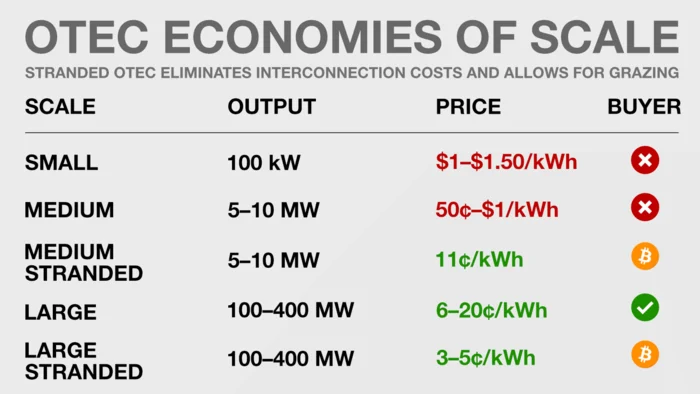 OTEC ECONOMIES OF SCALE
STRANDED OTEC ELIMINATES INTERCONNECTION COSTS AND ALLOWS FOR GRAZING
SCALE OUTPUT PRICE BUYER
SMALL 100 kW $1–$1.50/kWh
MEDIUM 5–10 MW 50¢–$1/kWh
MEDIUM
STRANDED 5–10 MW 11¢/kWh
LARGE 100–400 MW 6–20¢/kWh
LARGE
STRANDED 100–400 MW 3–5¢/kWh